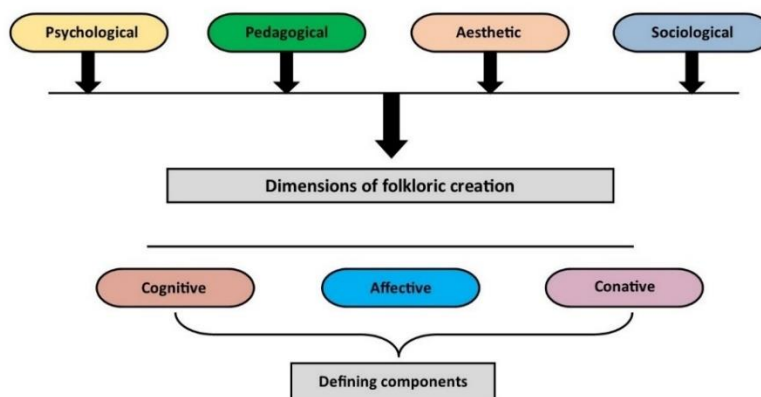 Psychological
Pedagogical
Aesthetic
Sociological
Dimensions of folkloric creation
Cognitive
Affective
Conative
Defining components